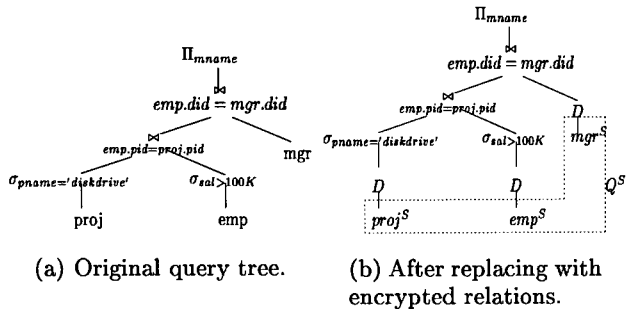 Π_mname
⋈
emp.did = mgr.did
⋈
emp.pid=proj.pid
mgr
σ_pname='diskdrive'
σ_sal>100K
proj
emp
(a) Original query tree.
Π_mname
⋈
emp.did = mgr.did
⋈
emp.pid=proj.pid
D
mgr^S
σ_pname='diskdrive'
σ_sal>100K
D
D
Q^S
proj^S
emp^S
(b) After replacing with
encrypted relations.